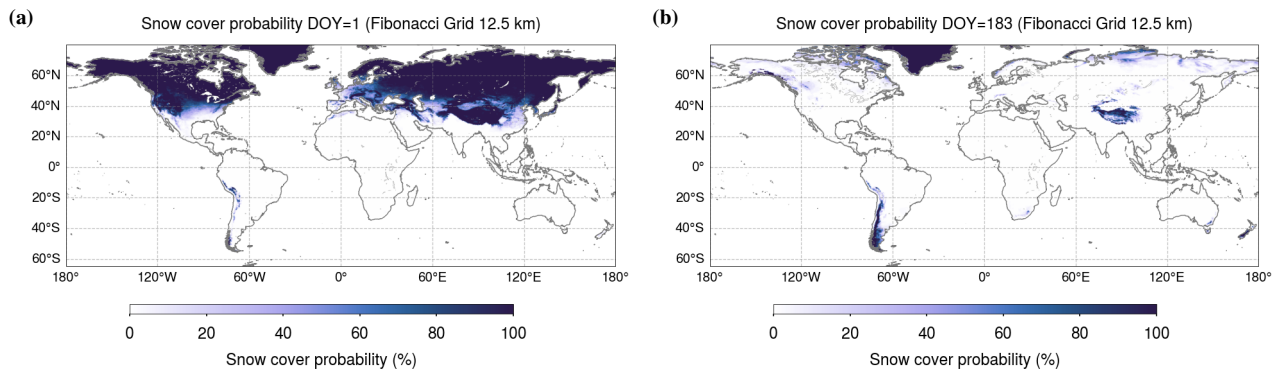 (a)
Snow cover probability DOY=1 (Fibonacci Grid 12.5 km)
60°N
40°N
20°N
0°
20°S
40°S
60°S
180° 120°W 60°W 0° 60°E 120°E 180°
0 20 40 60 80 100
Snow cover probability (%)
(b)
Snow cover probability DOY=183 (Fibonacci Grid 12.5 km)
60°N
40°N
20°N
0°
20°S
40°S
60°S
180° 120°W 60°W 0° 60°E 120°E 180°
0 20 40 60 80 100
Snow cover probability (%)